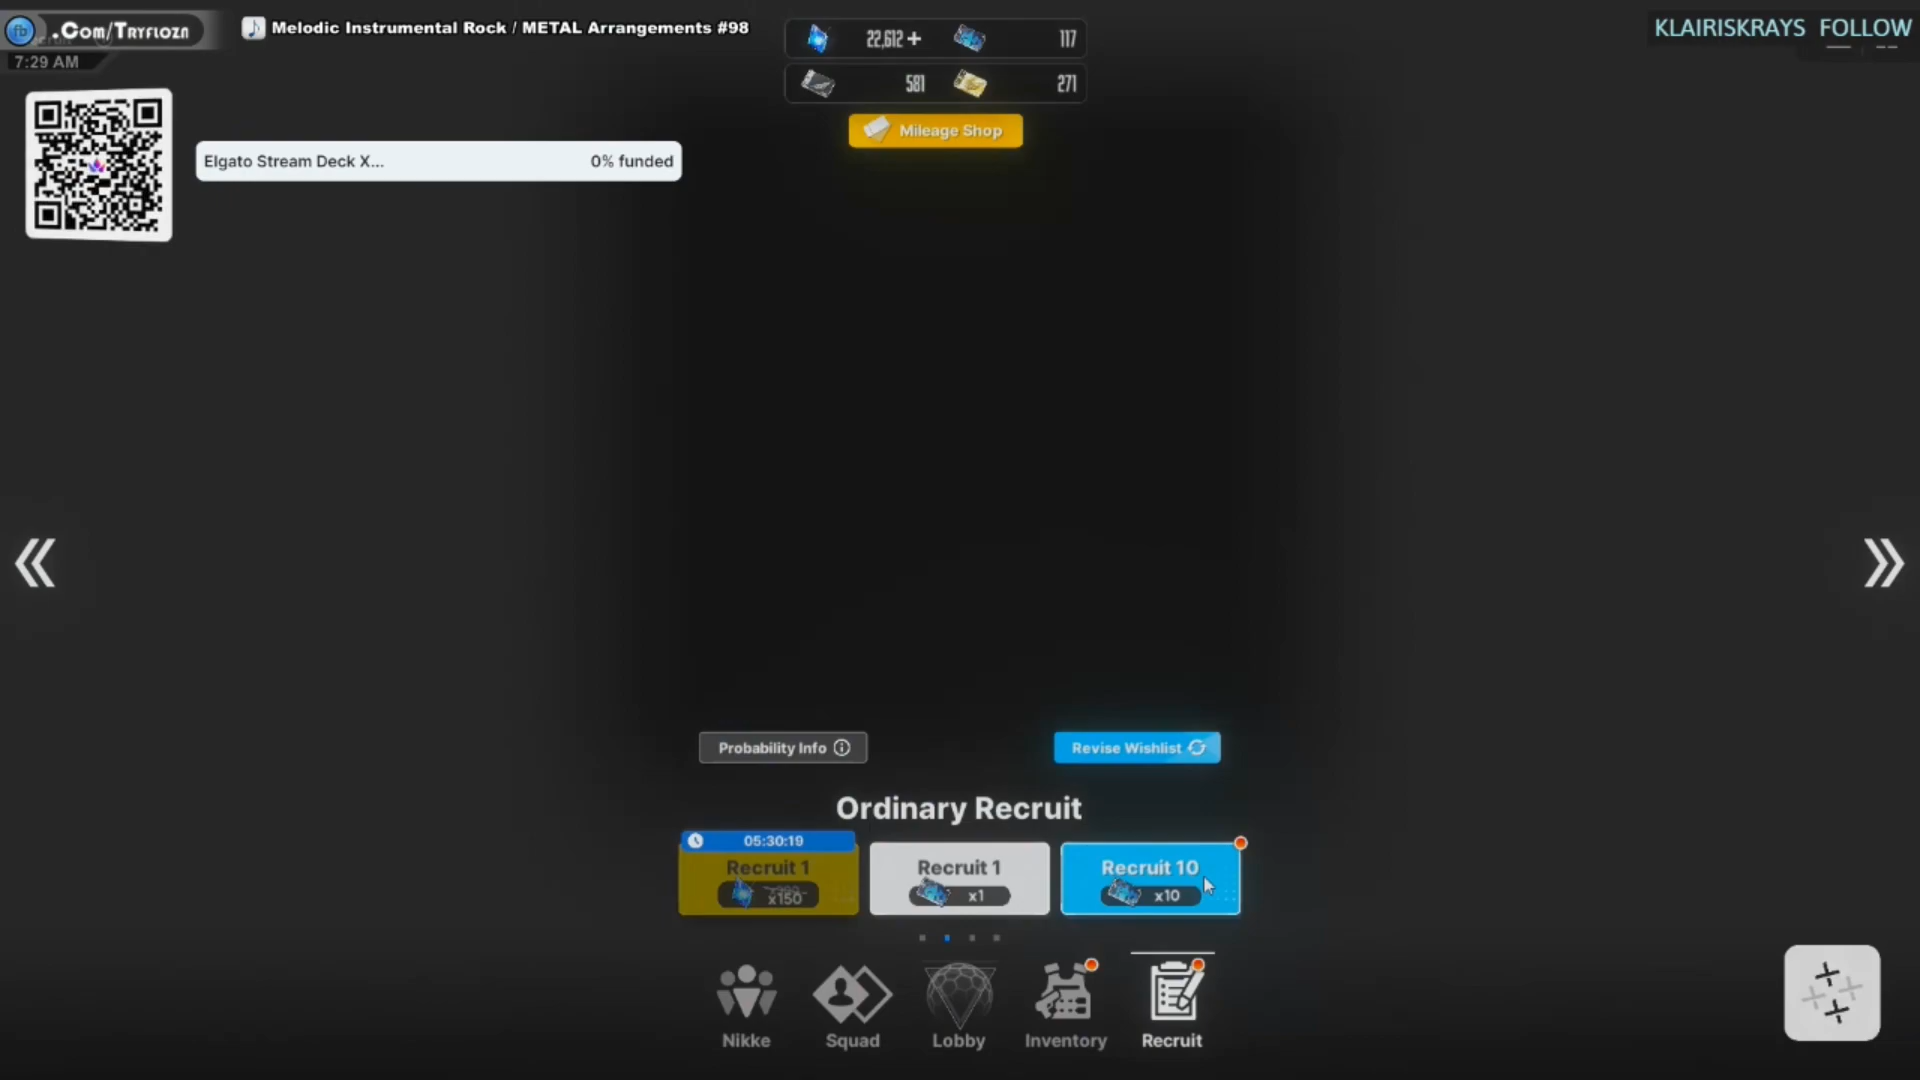 .Com/Tryflozn
Melodic Instrumental Rock / METAL Arrangements #98
22,612
117
KLAIRISKRAYS FOLLOW
7:29 AM
581
271
Mileage Shop
Elgato Stream Deck X... 0% funded
Probability Info
Revise Wishlist
Ordinary Recruit
05:30:19
Recruit 1
x150
Recruit 1
x1
Recruit 10
x10
Nikke
Squad
Lobby
Inventory
Recruit